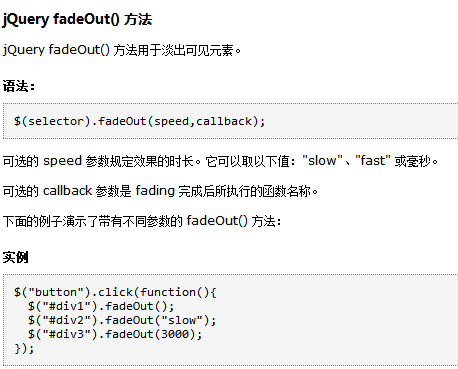 jQuery fadeOut() 方法
jQuery fadeOut() 方法用于淡出可见元素。
语法：
$(selector).fadeOut(speed,callback);
可选的 speed 参数规定效果的时长。它可以取以下值："slow"、"fast" 或毫秒。
可选的 callback 参数是 fading 完成后所执行的函数名称。
下面的例子演示了带有不同参数的 fadeOut() 方法：
实例
$("button").click(function(){
  $("#div1").fadeOut();
  $("#div2").fadeOut("slow");
  $("#div3").fadeOut(3000);
});